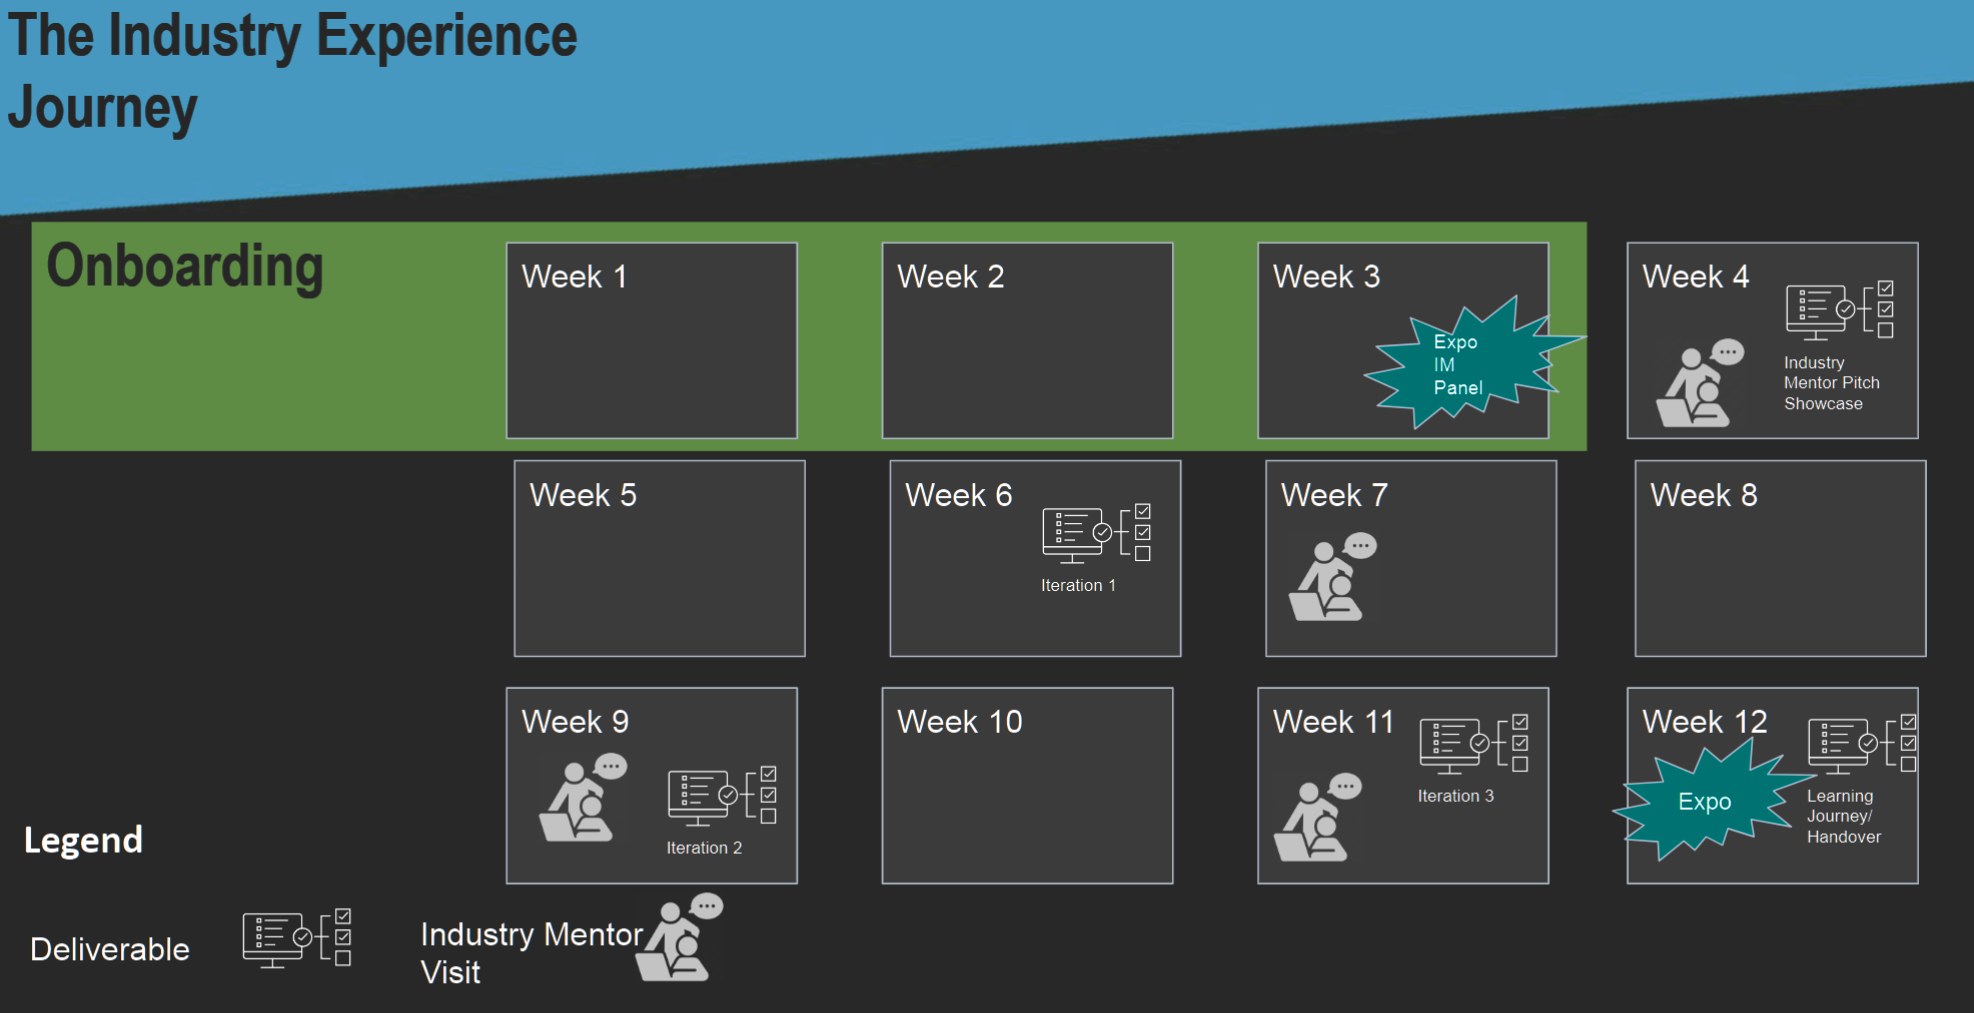 The Industry Experience
Journey
Onboarding
Week 1
Week 2
Week 3
Expo
IM
Panel
Week 4
Industry
Mentor Pitch
Showcase
Week 5
Week 6
Iteration 1
Week 7
Week 8
Week 9
Iteration 2
Week 10
Week 11
Iteration 3
Week 12
Expo
Learning
Journey/
Handover
Legend
Deliverable
Industry Mentor
Visit